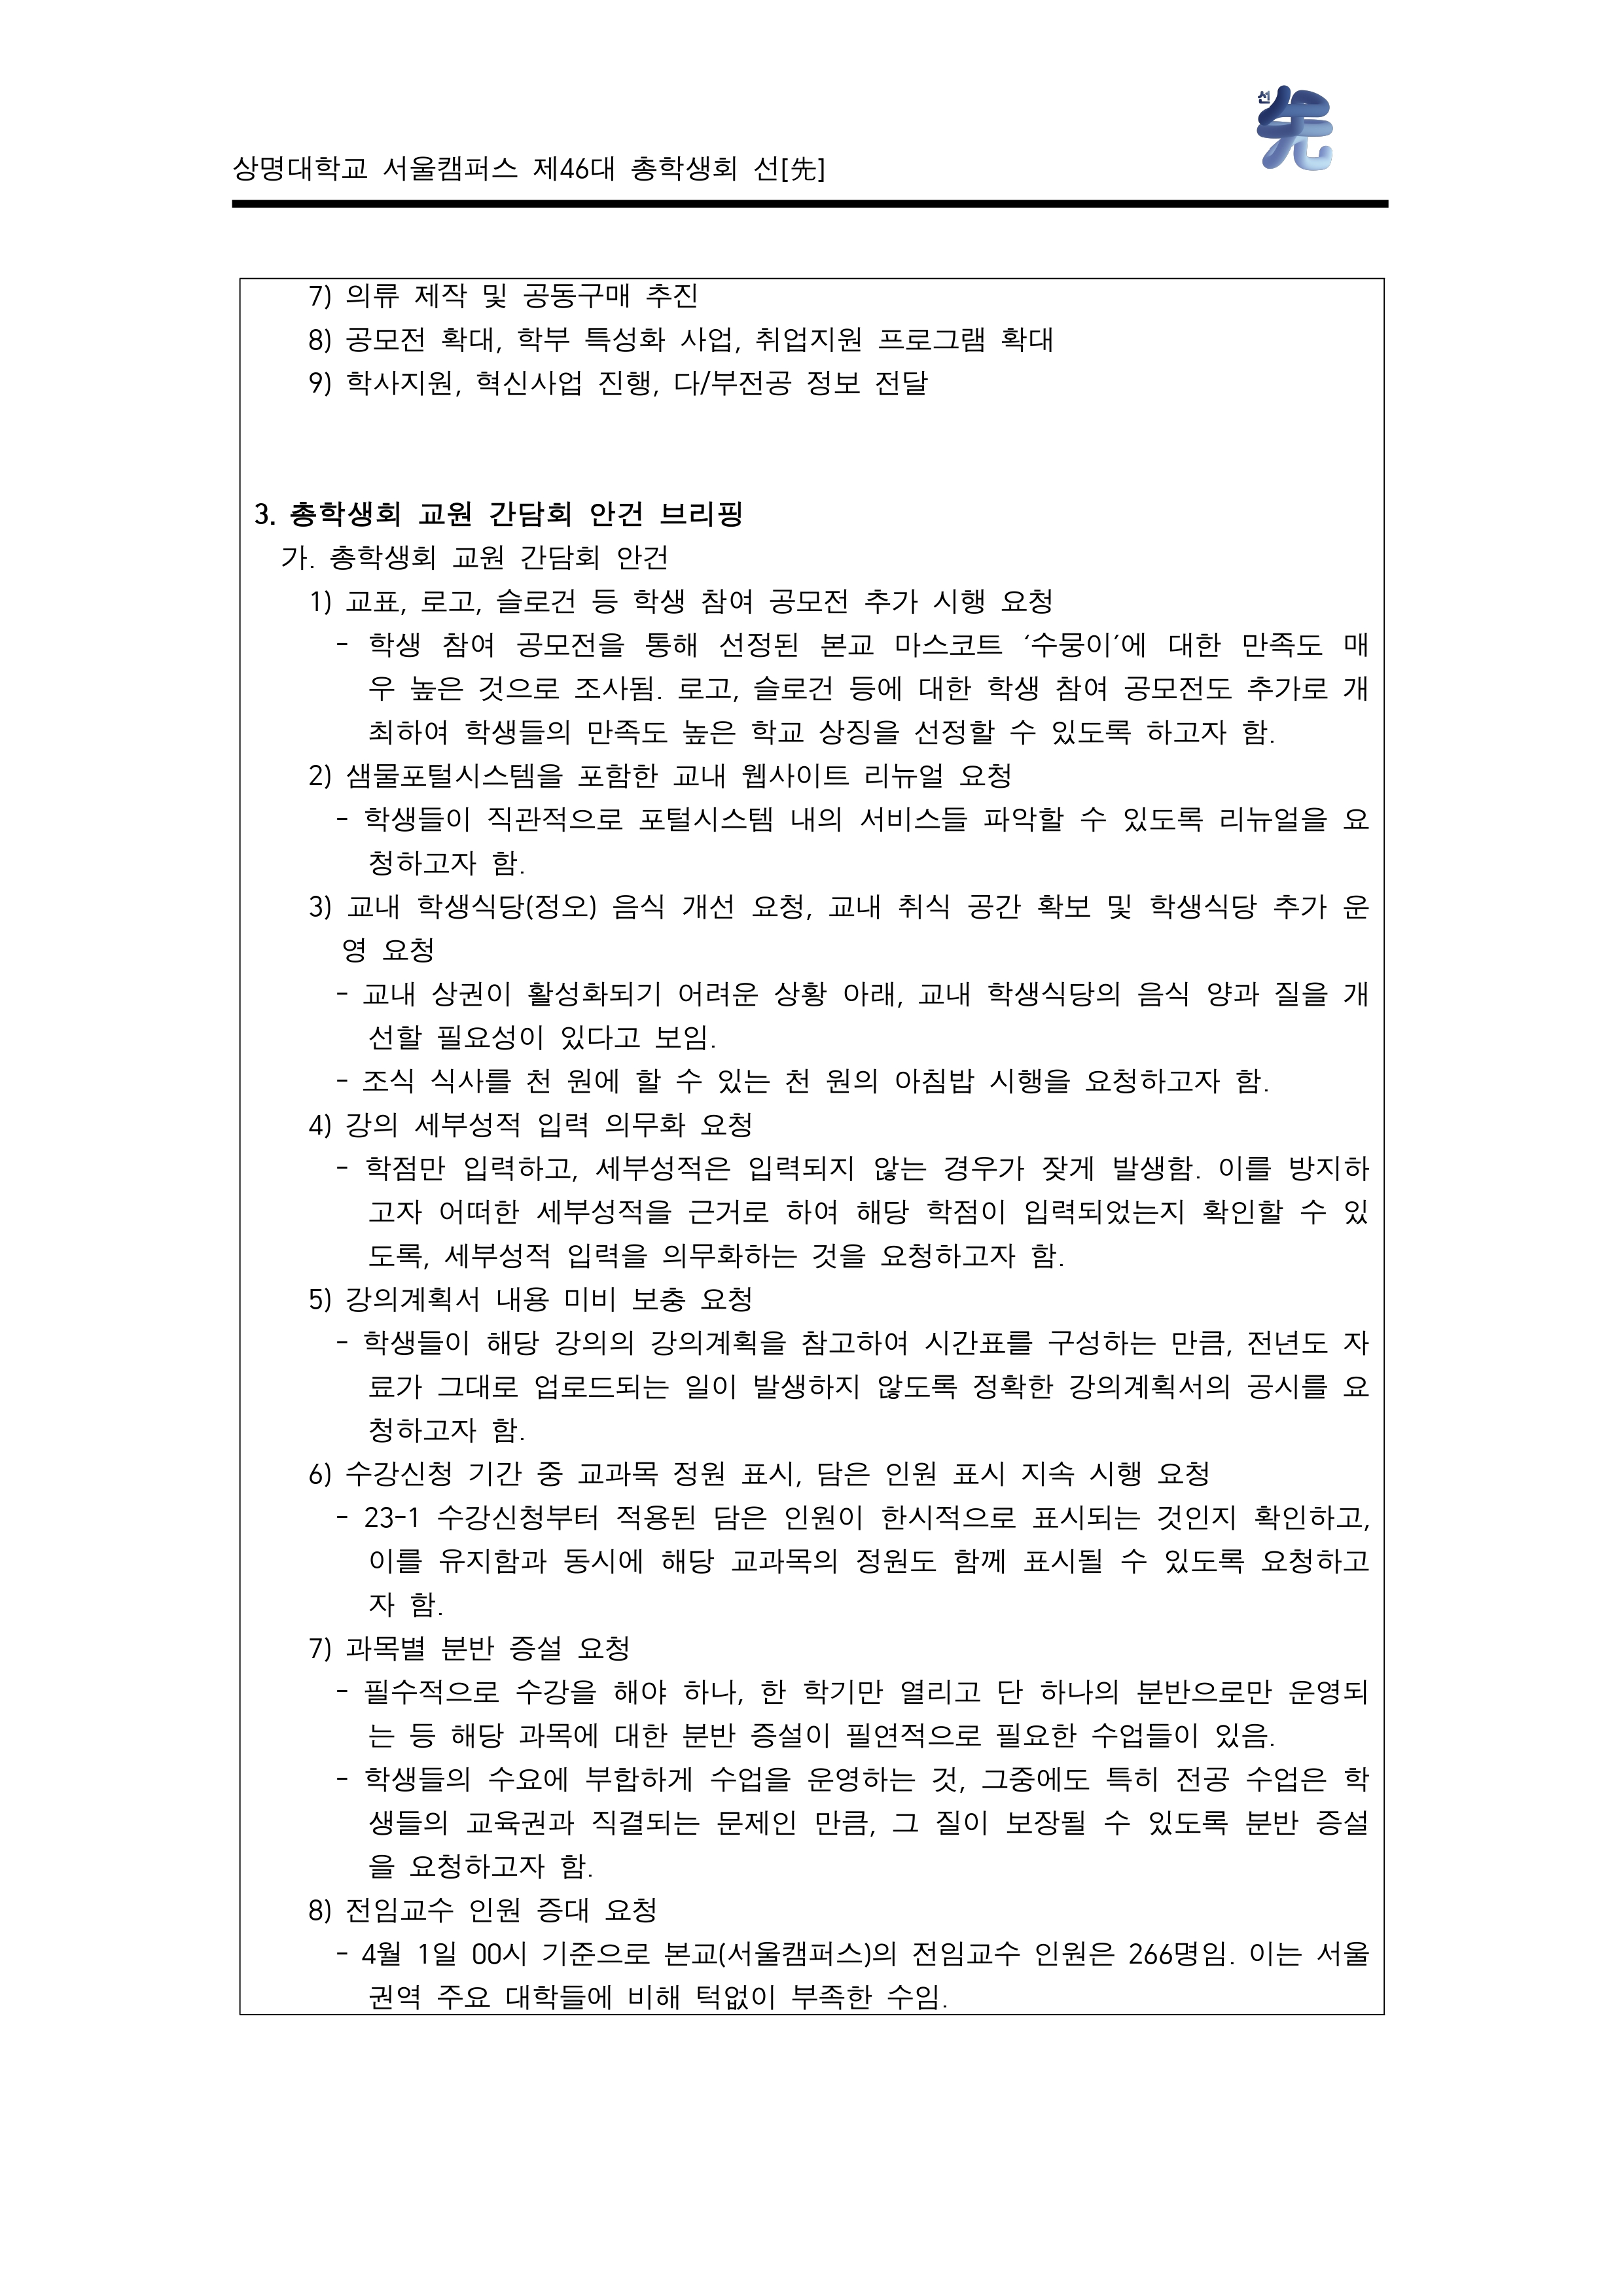 선 先
상명대학교 서울캠퍼스 제46대 총학생회 선[先]
7) 의류 제작 및 공동구매 추진
8) 공모전 확대, 학부 특성화 사업, 취업지원 프로그램 확대
9) 학사지원, 혁신사업 진행, 다/부전공 정보 전달
3. 총학생회 교원 간담회 안건 브리핑
가. 총학생회 교원 간담회 안건
1) 교표, 로고, 슬로건 등 학생 참여 공모전 추가 시행 요청
- 학생 참여 공모전을 통해 선정된 본교 마스코트 ‘수뭉이’에 대한 만족도 매
우 높은 것으로 조사됨. 로고, 슬로건 등에 대한 학생 참여 공모전도 추가로 개
최하여 학생들의 만족도 높은 학교 상징을 선정할 수 있도록 하고자 함.
2) 샘물포털시스템을 포함한 교내 웹사이트 리뉴얼 요청
- 학생들이 직관적으로 포털시스템 내의 서비스들 파악할 수 있도록 리뉴얼을 요
청하고자 함.
3) 교내 학생식당(정오) 음식 개선 요청, 교내 취식 공간 확보 및 학생식당 추가 운
영 요청
- 교내 상권이 활성화되기 어려운 상황 아래, 교내 학생식당의 음식 양과 질을 개
선할 필요성이 있다고 보임.
- 조식 식사를 천 원에 할 수 있는 천 원의 아침밥 시행을 요청하고자 함.
4) 강의 세부성적 입력 의무화 요청
- 학점만 입력하고, 세부성적은 입력되지 않는 경우가 잦게 발생함. 이를 방지하
고자 어떠한 세부성적을 근거로 하여 해당 학점이 입력되었는지 확인할 수 있
도록, 세부성적 입력을 의무화하는 것을 요청하고자 함.
5) 강의계획서 내용 미비 보충 요청
- 학생들이 해당 강의의 강의계획을 참고하여 시간표를 구성하는 만큼, 전년도 자
료가 그대로 업로드되는 일이 발생하지 않도록 정확한 강의계획서의 공시를 요
청하고자 함.
6) 수강신청 기간 중 교과목 정원 표시, 담은 인원 표시 지속 시행 요청
- 23-1 수강신청부터 적용된 담은 인원이 한시적으로 표시되는 것인지 확인하고,
이를 유지함과 동시에 해당 교과목의 정원도 함께 표시될 수 있도록 요청하고
자 함.
7) 과목별 분반 증설 요청
- 필수적으로 수강을 해야 하나, 한 학기만 열리고 단 하나의 분반으로만 운영되
는 등 해당 과목에 대한 분반 증설이 필연적으로 필요한 수업들이 있음.
- 학생들의 수요에 부합하게 수업을 운영하는 것, 그중에도 특히 전공 수업은 학
생들의 교육권과 직결되는 문제인 만큼, 그 질이 보장될 수 있도록 분반 증설
을 요청하고자 함.
8) 전임교수 인원 증대 요청
- 4월 1일 00시 기준으로 본교(서울캠퍼스)의 전임교수 인원은 266명임. 이는 서울
권역 주요 대학들에 비해 턱없이 부족한 수임.